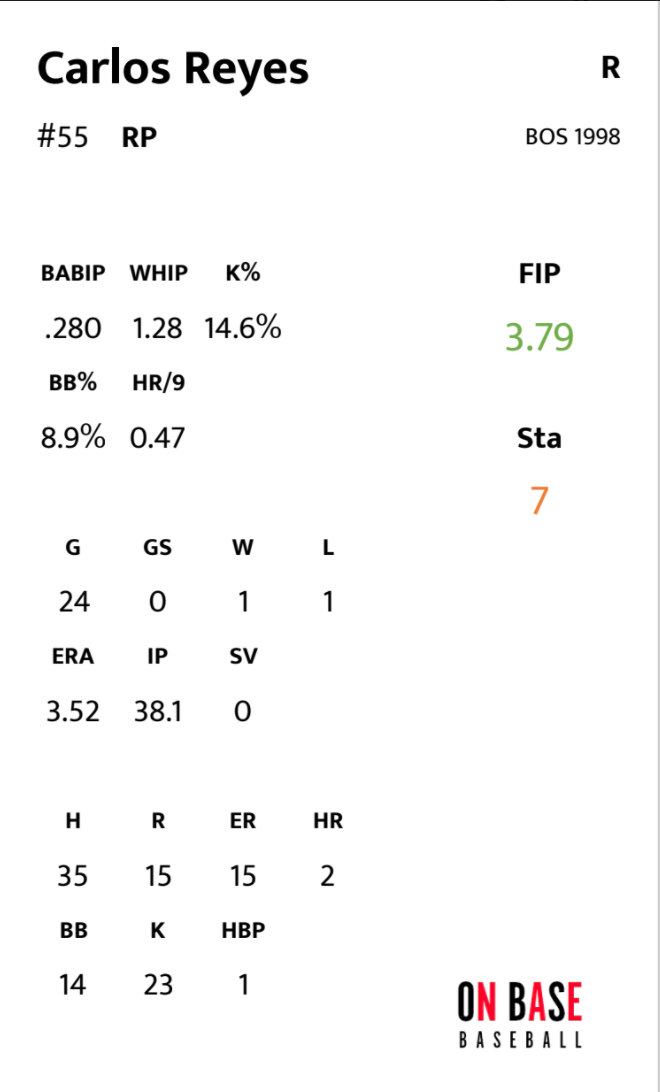 Carlos Reyes R
#55 RP BOS 1998
BABIP WHIP K% FIP
.280 1.28 14.6% 3.79
BB% HR/9
8.9% 0.47 Sta
7
G GS W L
24 0 1 1
ERA IP SV
3.52 38.1 0
H R ER HR
35 15 15 2
BB K HBP
14 23 1
ON BASE
BASEBALL